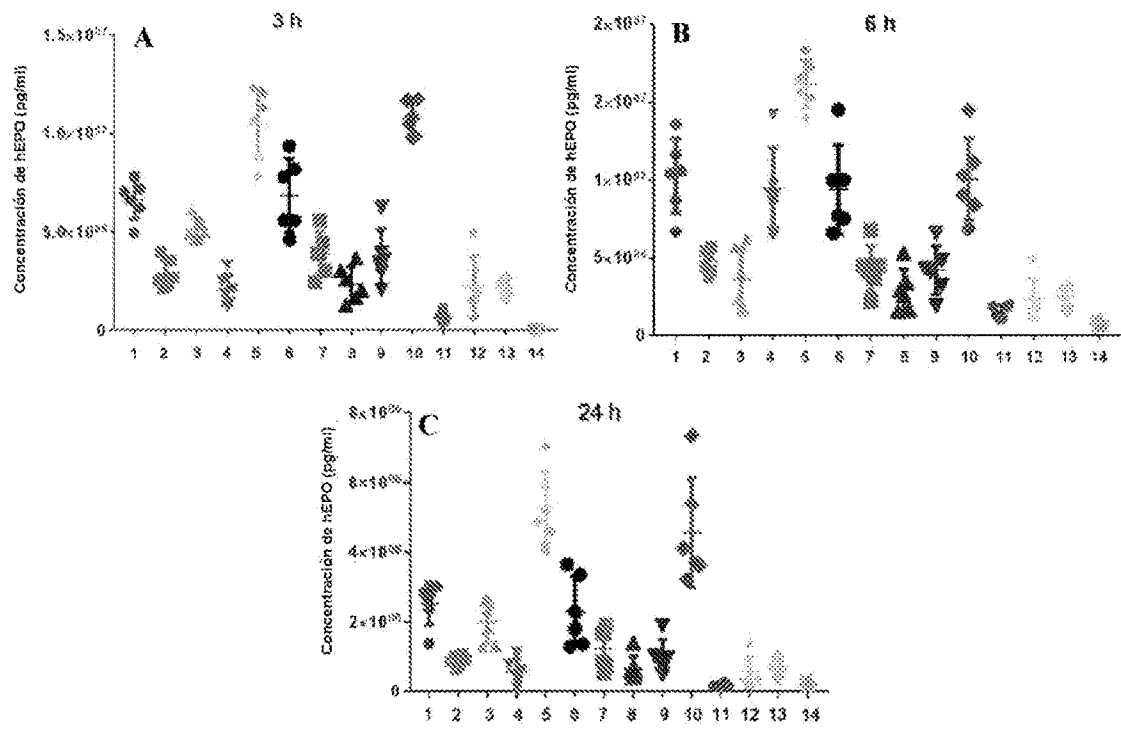 A
3 h
Concentración de hEPO (pg/ml)
0
1 2 3 4 5 6 7 8 9 10 11 12 13 14
B
6 h
Concentración de hEPO (pg/ml)
0
1 2 3 4 5 6 7 8 9 10 11 12 13 14
C
24 h
Concentración de hEPO (pg/ml)
0
1 2 3 4 5 6 7 8 9 10 11 12 13 14